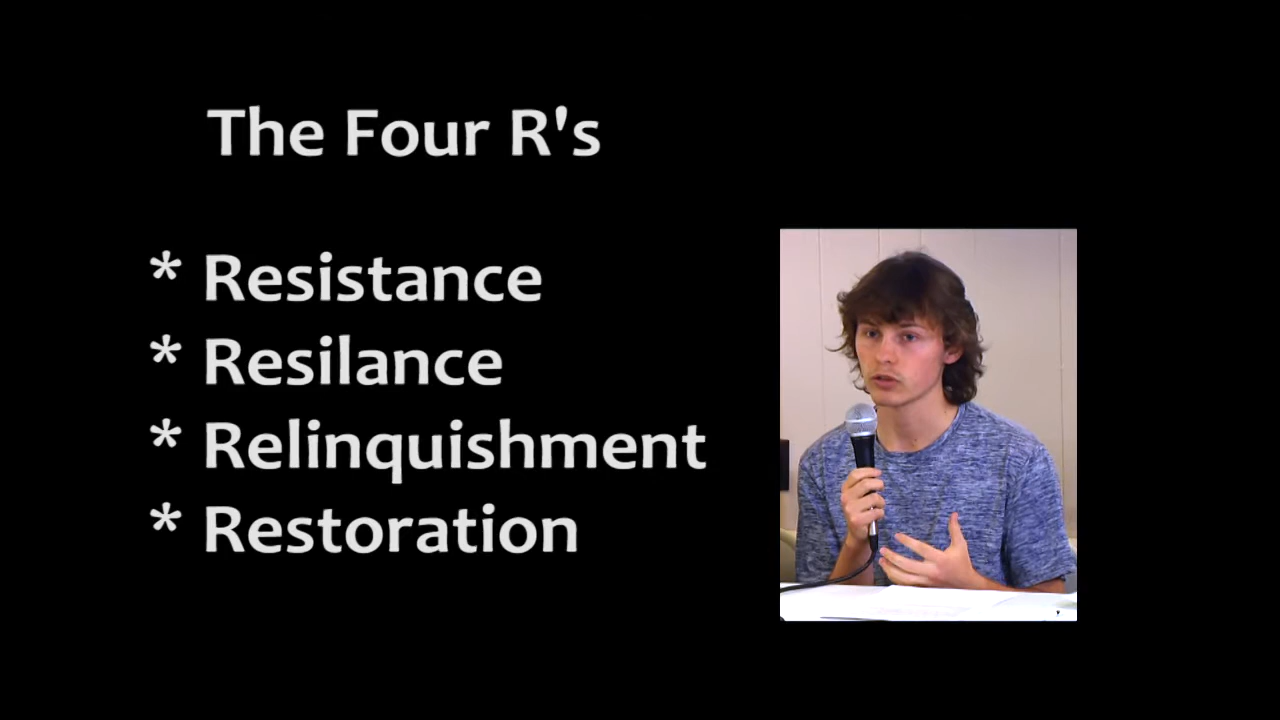 The Four R's
* Resistance
* Resilance
* Relinquishment
* Restoration